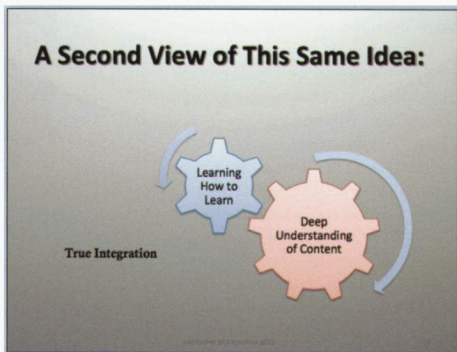 A Second View of This Same Idea:
Learning
How to
Learn
Deep
Understanding
of Content
True Integration